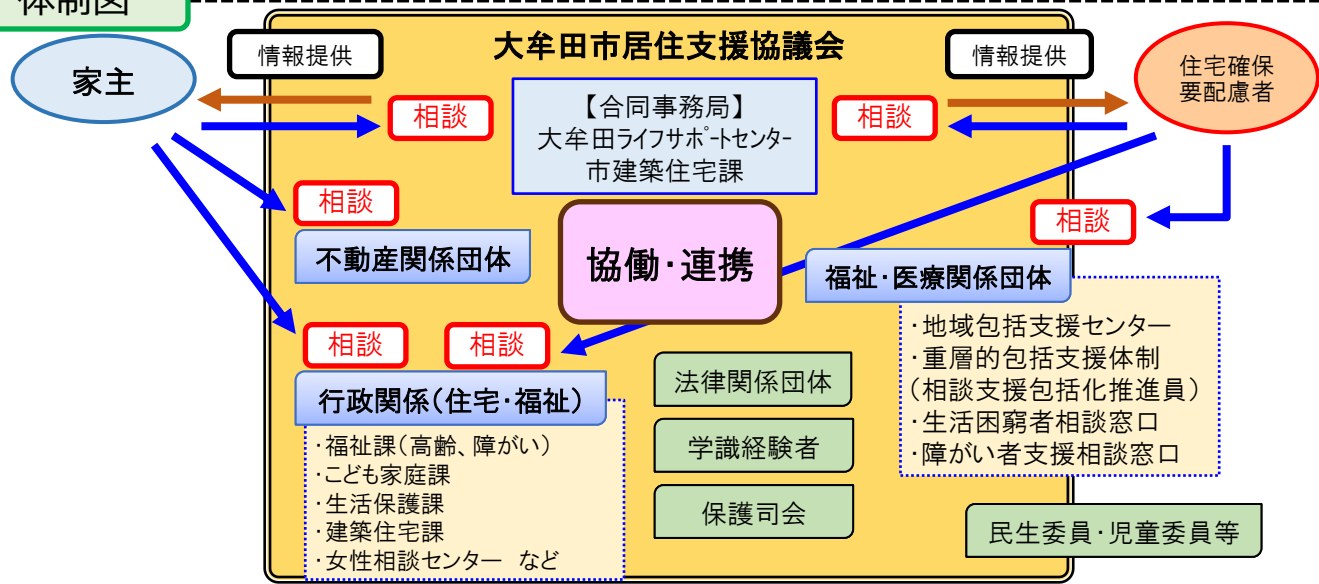 体制図
大牟田市居住支援協議会
家主
情報提供
情報提供
住宅確保
要配慮者
相談
【合同事務局】
大牟田ライフサポートセンター
市建築住宅課
相談
相談
不動産関係団体
協働・連携
相談
福祉・医療関係団体
・地域包括支援センター
・重層的包括支援体制
(相談支援包括化推進員)
・生活困窮者相談窓口
・障がい者支援相談窓口
相談
相談
行政関係(住宅・福祉)
・福祉課(高齢、障がい)
・こども家庭課
・生活保護課
・建築住宅課
・女性相談センター など
法律関係団体
学識経験者
保護司会
民生委員・児童委員等